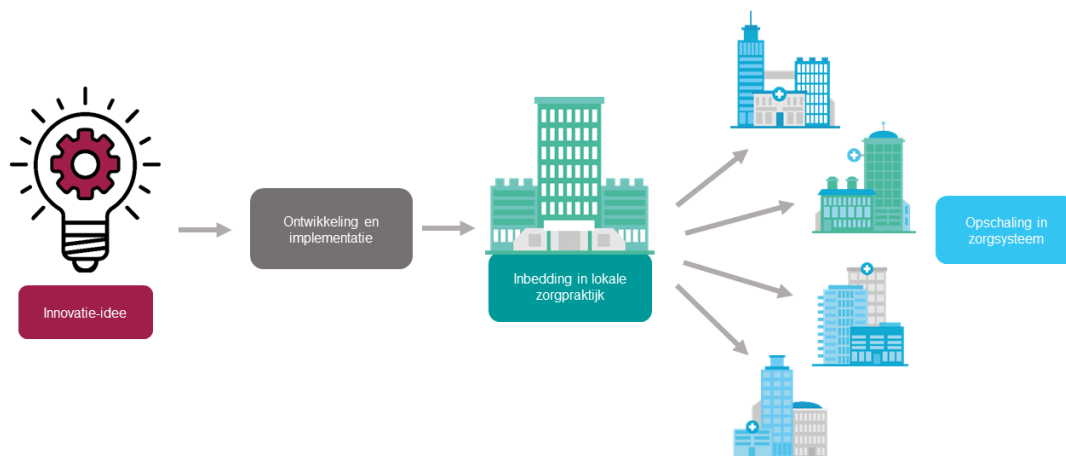 Innovatie-idee
Ontwikkeling en
implementatie
Inbedding in lokale
zorgpraktijk
Opschaling in
zorgsysteem